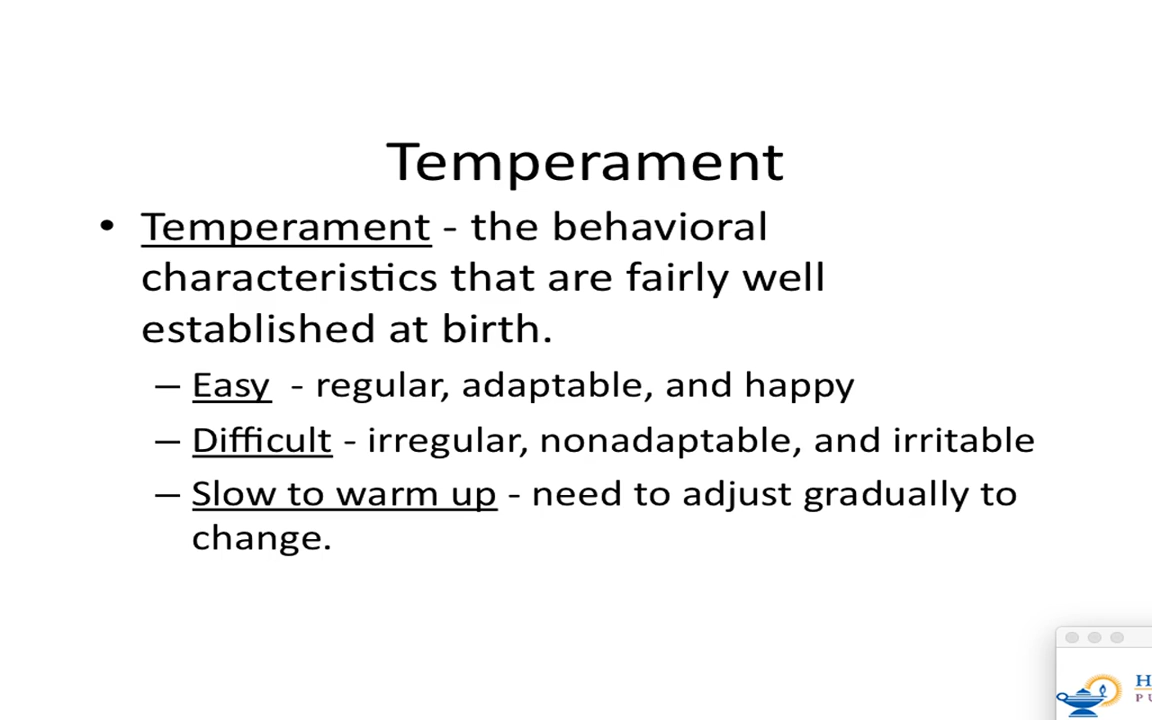 Temperament
• Temperament - the behavioral
characteristics that are fairly well
established at birth.
– Easy  - regular, adaptable, and happy
– Difficult - irregular, nonadaptable, and irritable
– Slow to warm up - need to adjust gradually to
change.